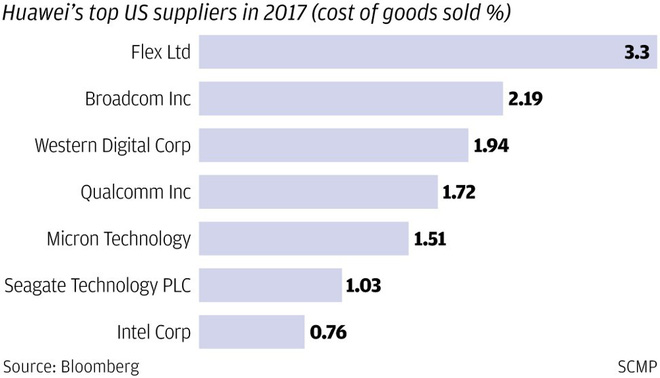 Huawei’s top US suppliers in 2017 (cost of goods sold %)
Flex Ltd 3.3
Broadcom Inc 2.19
Western Digital Corp 1.94
Qualcomm Inc 1.72
Micron Technology 1.51
Seagate Technology PLC 1.03
Intel Corp 0.76
Source: Bloomberg SCMP